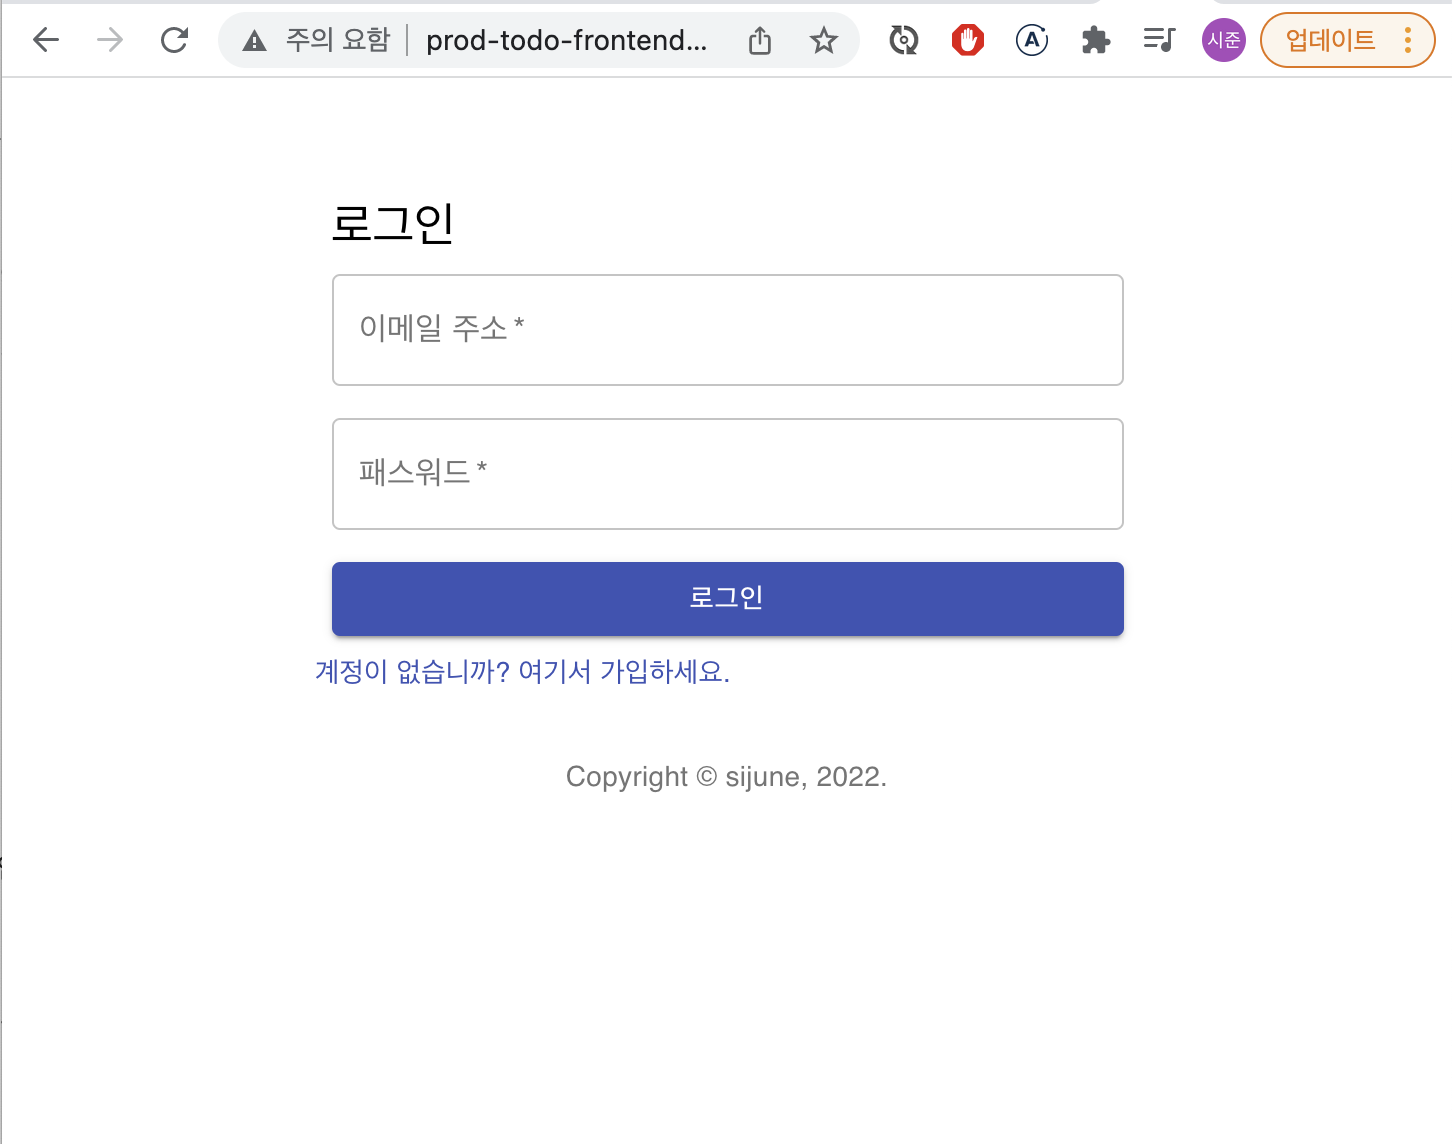 주의 요함 prod-todo-frontend... A 시준 업데이트
로그인
이메일 주소 *
패스워드 *
로그인
계정이 없습니까? 여기서 가입하세요.
Copyright © sijune, 2022.